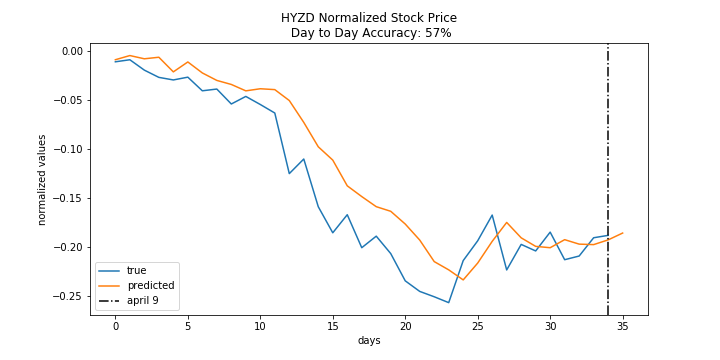 HYZD Normalized Stock Price
Day to Day Accuracy: 57%
0.00
−0.05
−0.10
−0.15
−0.20
−0.25
normalized values
true
predicted
april 9
0 5 10 15 20 25 30 35
days